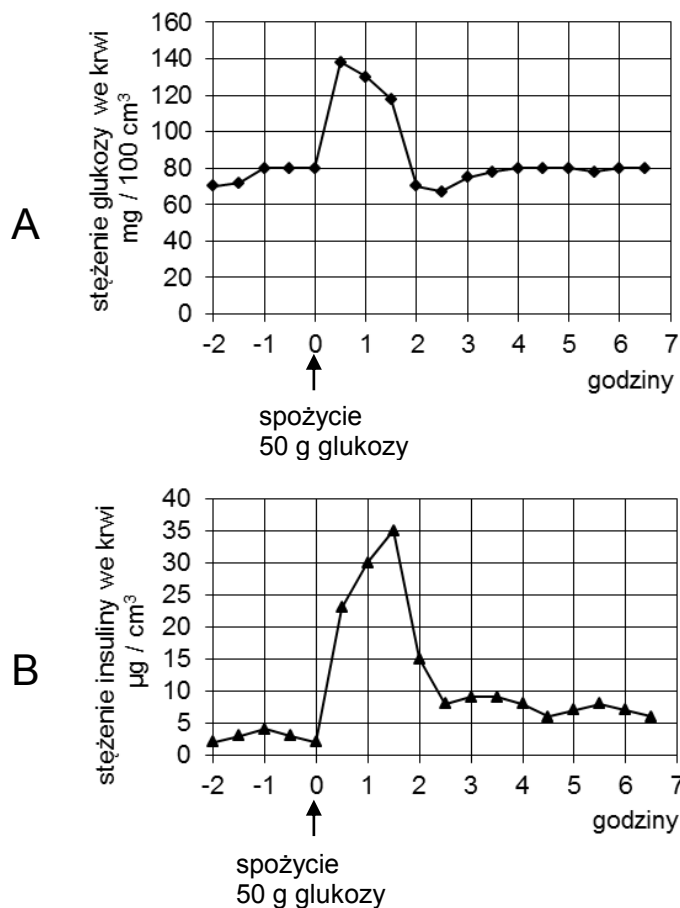 A
stężenie glukozy we krwi
mg / 100 cm³
160
140
120
100
80
60
40
20
0
-2 -1 0 1 2 3 4 5 6 7
godziny
spożycie
50 g glukozy
B
stężenie insuliny we krwi
µg / cm³
40
35
30
25
20
15
10
5
0
-2 -1 0 1 2 3 4 5 6 7
godziny
spożycie
50 g glukozy